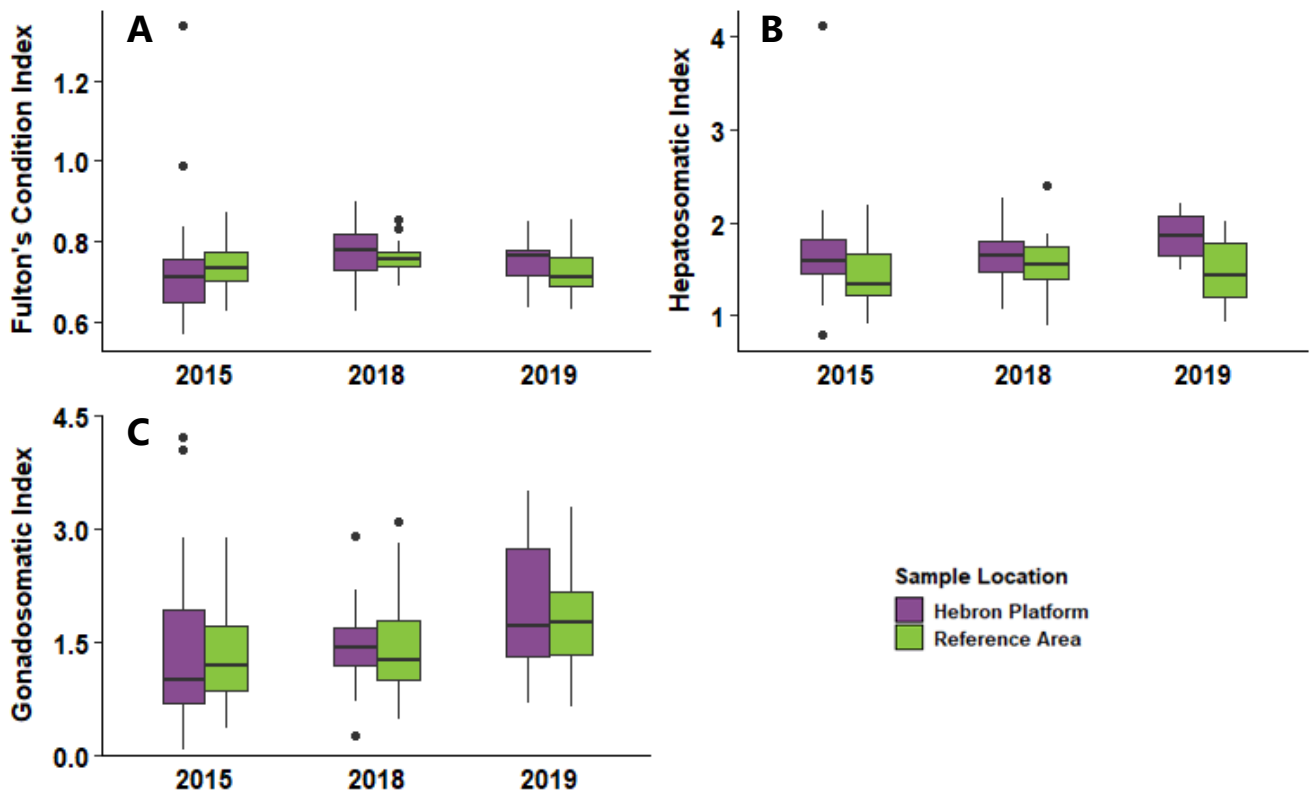 A
Fulton's Condition Index
1.2
1.0
0.8
0.6
2015 2018 2019
B
Hepatosomatic Index
4
3
2
1
2015 2018 2019
C
Gonadosomatic Index
4.5
3.0
1.5
0.0
2015 2018 2019
Sample Location
Hebron Platform
Reference Area